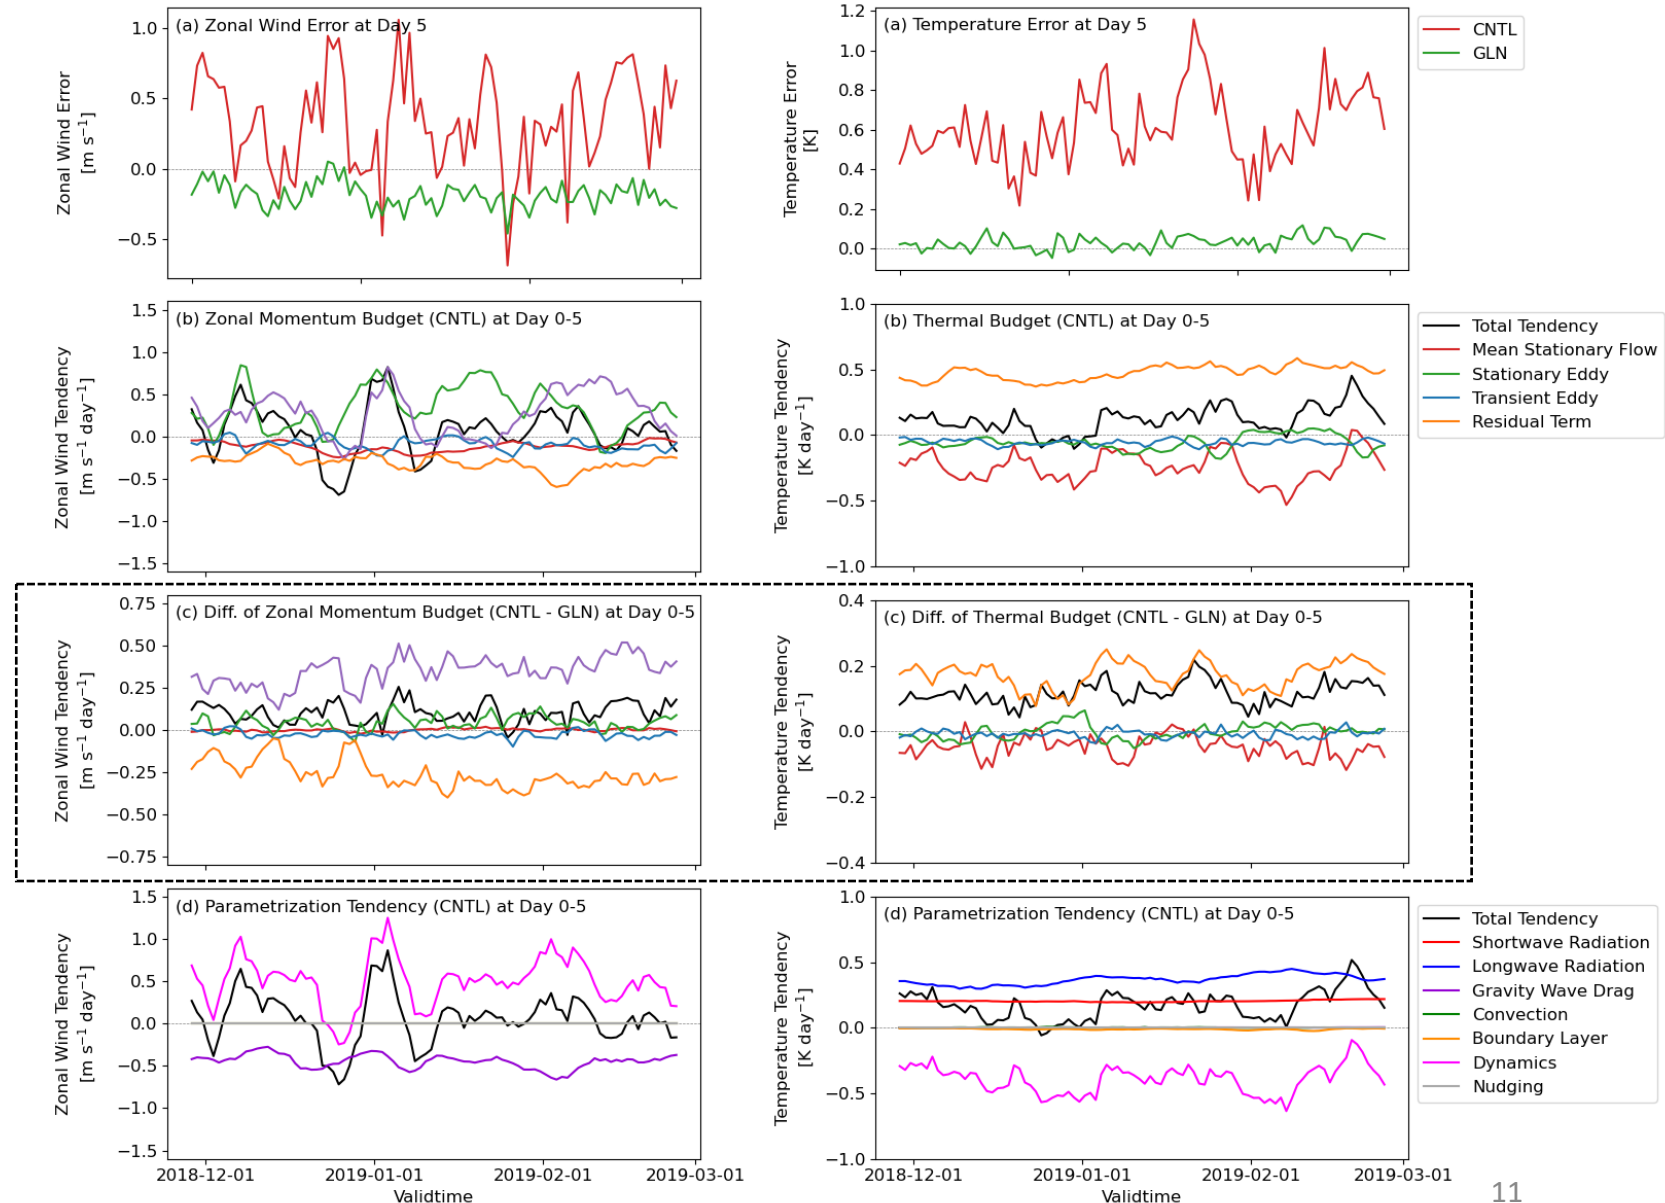 (a) Zonal Wind Error at Day 5
Zonal Wind Error
[m s⁻¹]
1.0
0.5
0.0
−0.5
(a) Temperature Error at Day 5
Temperature Error
[K]
1.2
1.0
0.8
0.6
0.4
0.2
0.0
CNTL
GLN
(b) Zonal Momentum Budget (CNTL) at Day 0-5
Zonal Wind Tendency
[m s⁻¹ day⁻¹]
1.5
1.0
0.5
0.0
−0.5
−1.0
−1.5
(b) Thermal Budget (CNTL) at Day 0-5
Temperature Tendency
[K day⁻¹]
1.0
0.5
0.0
−0.5
−1.0
Total Tendency
Mean Stationary Flow
Stationary Eddy
Transient Eddy
Residual Term
(c) Diff. of Zonal Momentum Budget (CNTL - GLN) at Day 0-5
Zonal Wind Tendency
[m s⁻¹ day⁻¹]
0.75
0.50
0.25
0.00
−0.25
−0.50
−0.75
(c) Diff. of Thermal Budget (CNTL - GLN) at Day 0-5
Temperature Tendency
[K day⁻¹]
0.4
0.2
0.0
−0.2
−0.4
(d) Parametrization Tendency (CNTL) at Day 0-5
Zonal Wind Tendency
[m s⁻¹ day⁻¹]
1.5
1.0
0.5
0.0
−0.5
−1.0
−1.5
2018-12-01 2019-01-01 2019-02-01 2019-03-01
Validtime
(d) Parametrization Tendency (CNTL) at Day 0-5
Temperature Tendency
[K day⁻¹]
1.0
0.5
0.0
−0.5
−1.0
2018-12-01 2019-01-01 2019-02-01 2019-03-01
Validtime
Total Tendency
Shortwave Radiation
Longwave Radiation
Gravity Wave Drag
Convection
Boundary Layer
Dynamics
Nudging
11